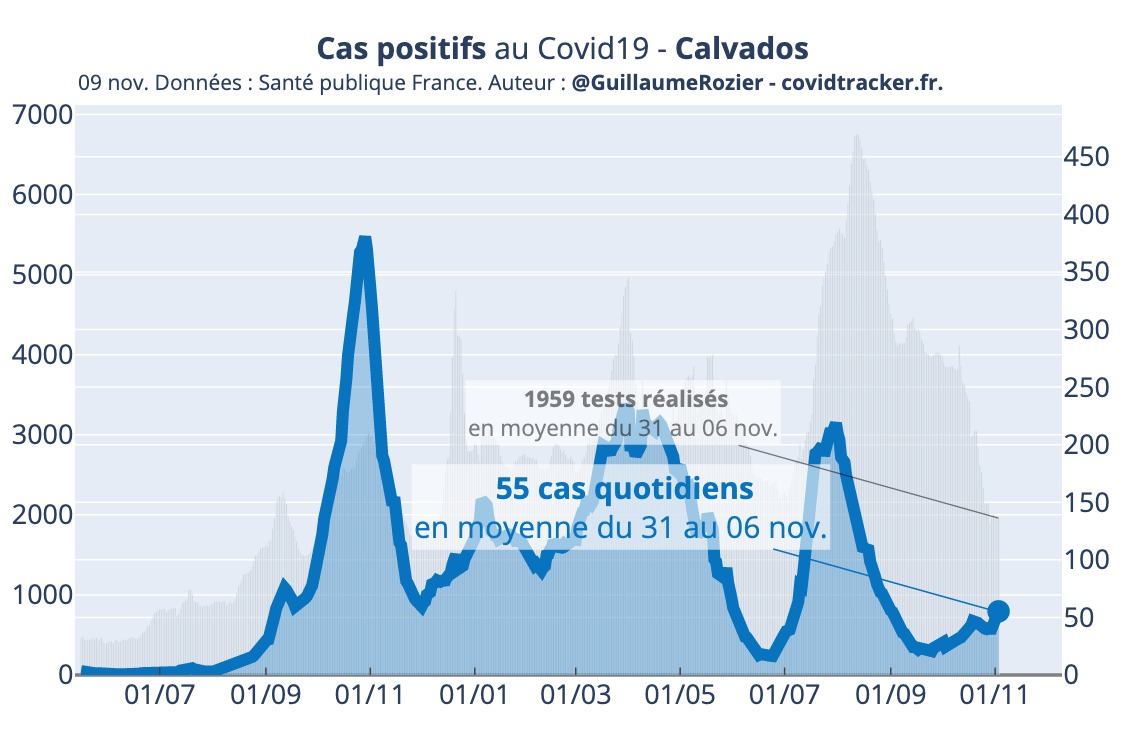 Cas positifs au Covid19 - Calvados
09 nov. Données : Santé publique France. Auteur : @GuillaumeRozier - covidtracker.fr.
7000
6000
5000
4000
3000
2000
1000
0
450
400
350
300
250
200
150
100
50
0
1959 tests réalisés
en moyenne du 31 au 06 nov.
55 cas quotidiens
en moyenne du 31 au 06 nov.
01/07 01/09 01/11 01/01 01/03 01/05 01/07 01/09 01/11